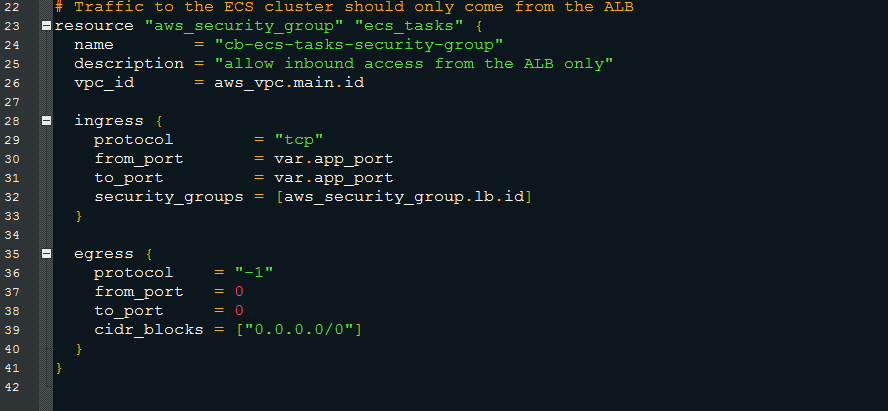 22 # Traffic to the ECS cluster should only come from the ALB
23 resource "aws_security_group" "ecs_tasks" {
24   name        = "cb-ecs-tasks-security-group"
25   description = "allow inbound access from the ALB only"
26   vpc_id      = aws_vpc.main.id
27
28   ingress {
29     protocol        = "tcp"
30     from_port       = var.app_port
31     to_port         = var.app_port
32     security_groups = [aws_security_group.lb.id]
33   }
34
35   egress {
36     protocol    = "-1"
37     from_port   = 0
38     to_port     = 0
39     cidr_blocks = ["0.0.0.0/0"]
40   }
41 }
42